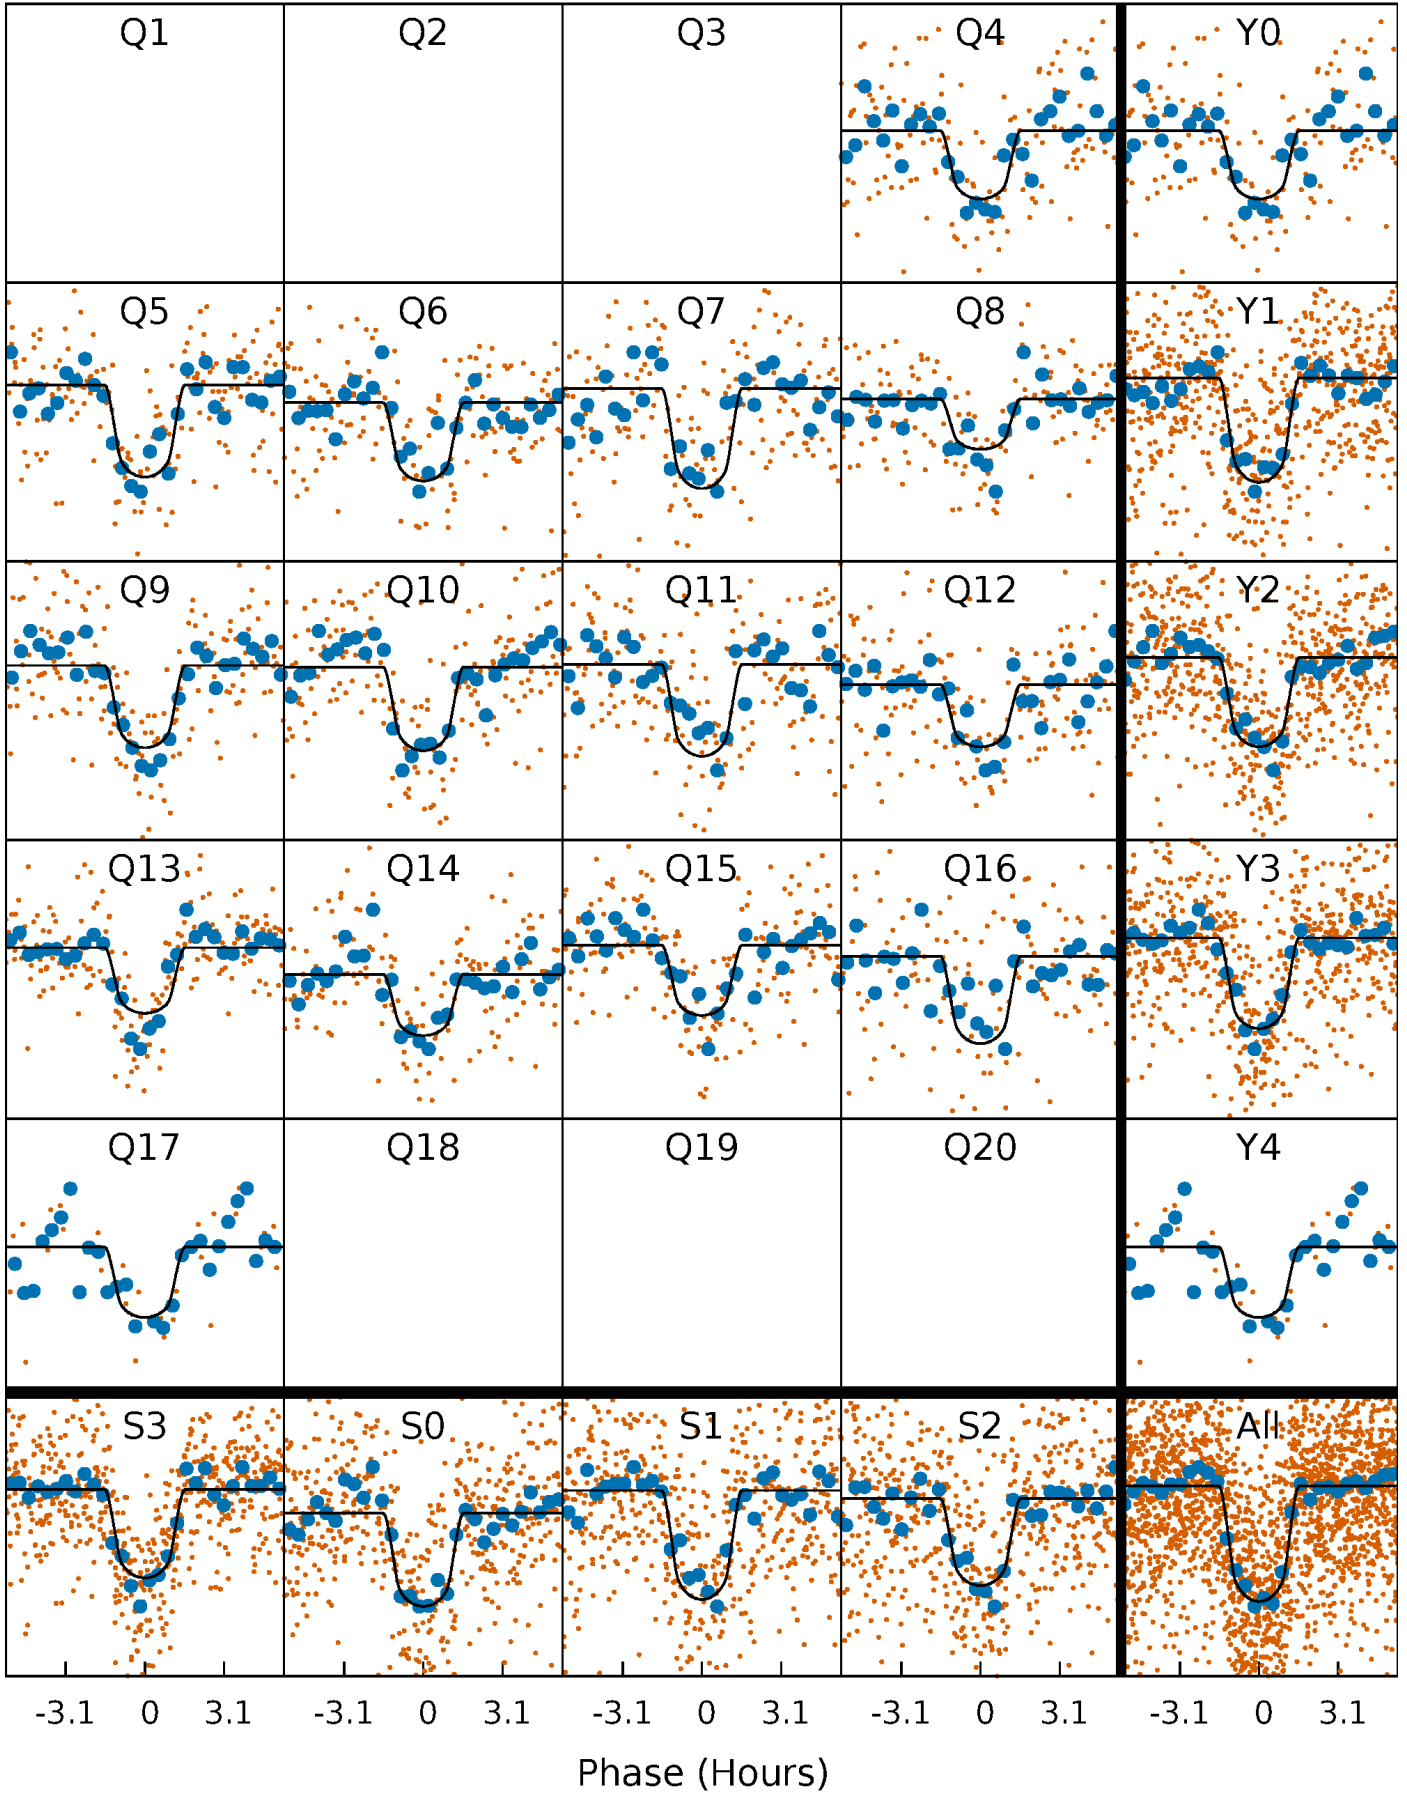 Q1 Q2 Q3 Q4 Y0
Q5 Q6 Q7 Q8 Y1
Q9 Q10 Q11 Q12 Y2
Q13 Q14 Q15 Q16 Y3
Q17 Q18 Q19 Q20 Y4
S3 S0 S1 S2 All
-3.1 0 3.1 -3.1 0 3.1 -3.1 0 3.1 -3.1 0 3.1 -3.1 0 3.1
Phase (Hours)